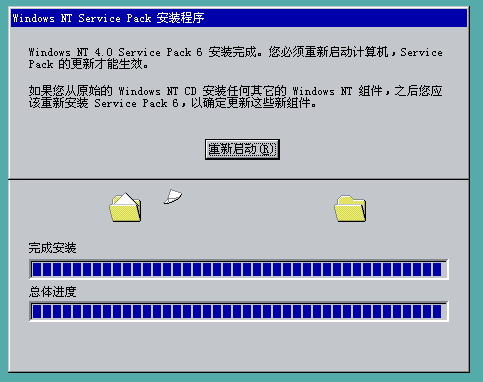 Windows NT Service Pack 安装程序
Windows NT 4.0 Service Pack 6 安装完成。您必须重新启动计算机，Service
Pack 的更新才能生效。
如果您从原始的 Windows NT CD 安装任何其它的 Windows NT 组件，之后您应
该重新安装 Service Pack 6，以确定更新这些新组件。
重新启动(R)
完成安装
总体进度